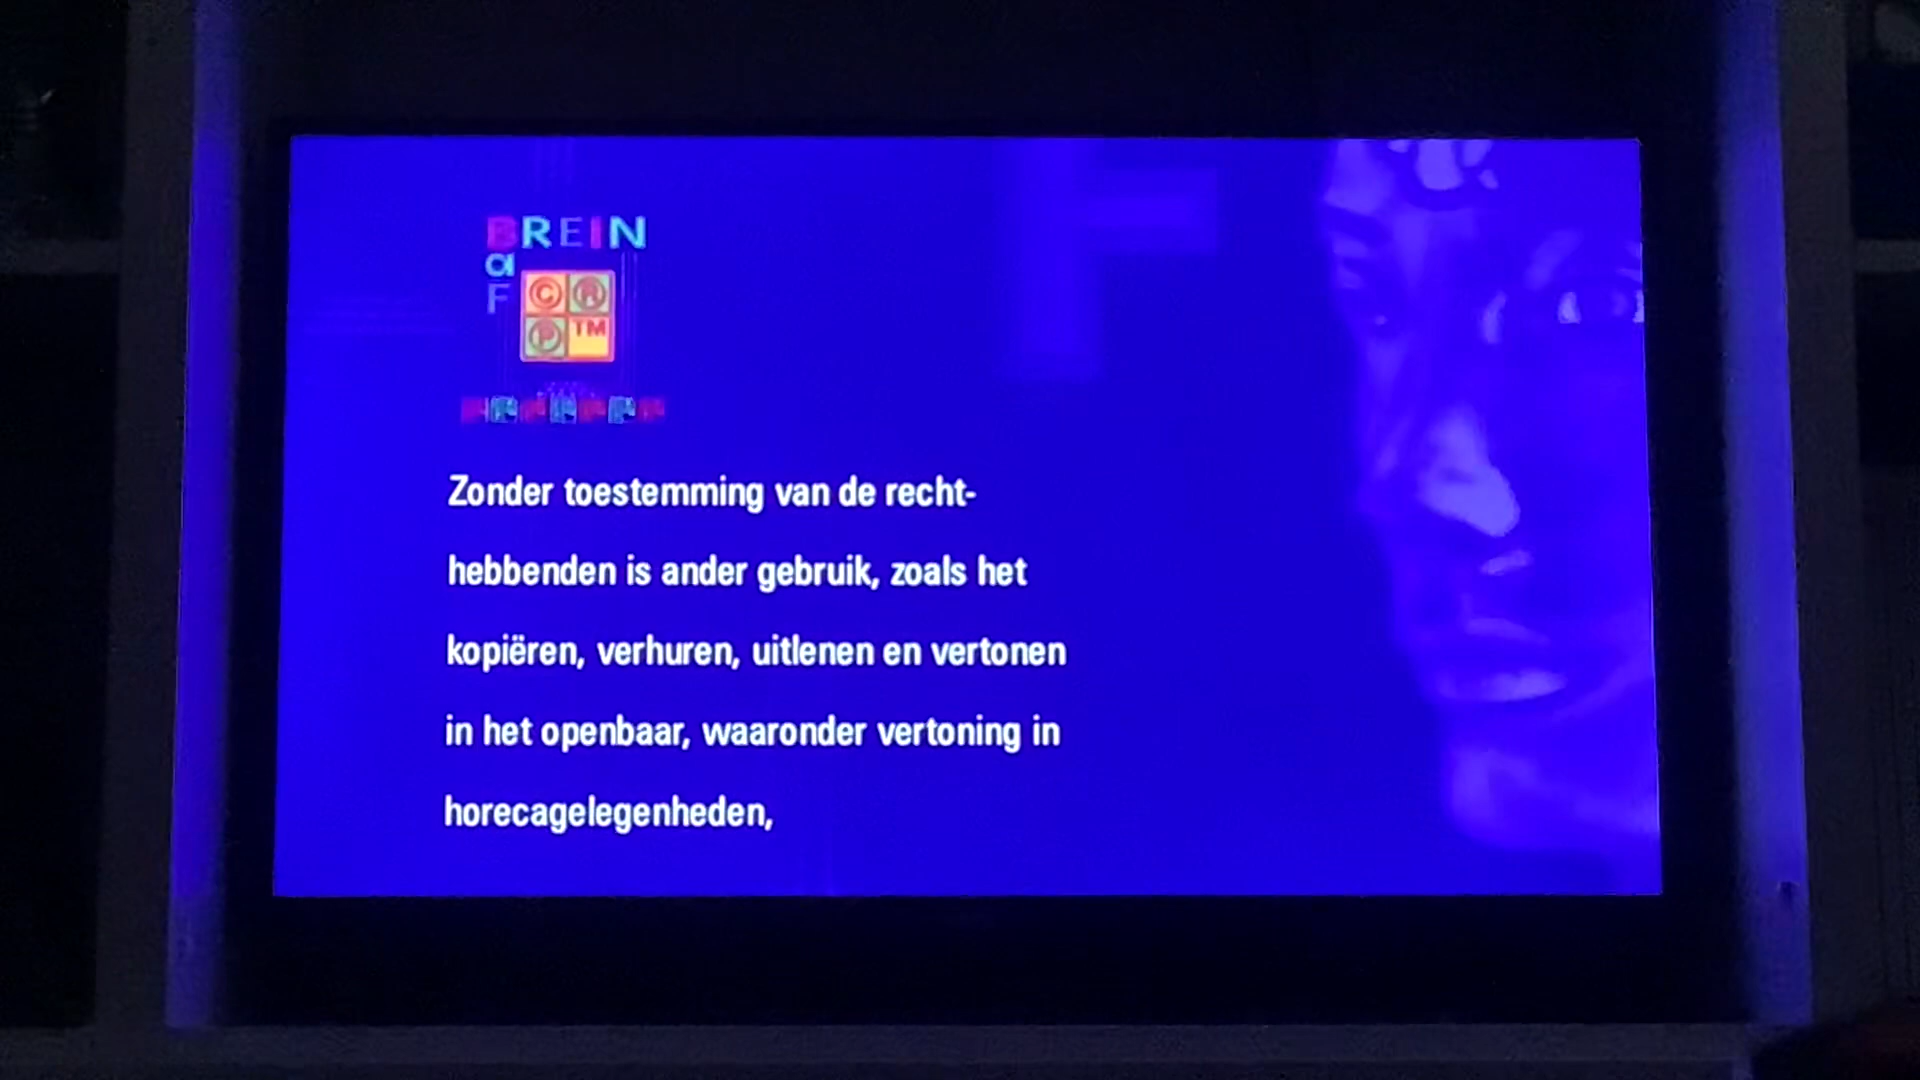 BREIN
a
F
© ®
℗ TM
Zonder toestemming van de recht-
hebbenden is ander gebruik, zoals het
kopiëren, verhuren, uitlenen en vertonen
in het openbaar, waaronder vertoning in
horecagelegenheden,